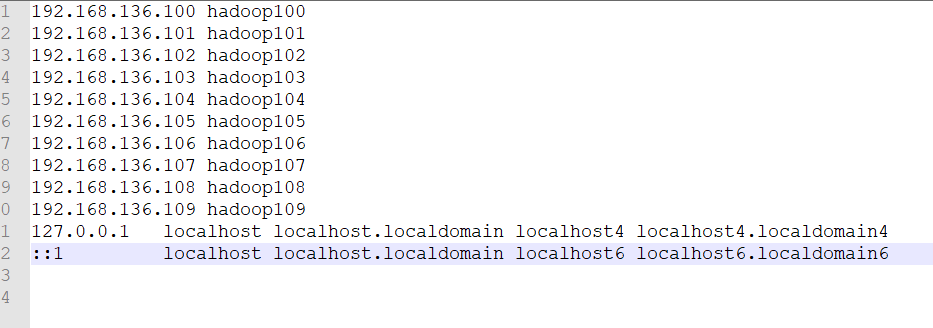 1 192.168.136.100 hadoop100
2 192.168.136.101 hadoop101
3 192.168.136.102 hadoop102
4 192.168.136.103 hadoop103
5 192.168.136.104 hadoop104
6 192.168.136.105 hadoop105
7 192.168.136.106 hadoop106
8 192.168.136.107 hadoop107
9 192.168.136.108 hadoop108
0 192.168.136.109 hadoop109
1 127.0.0.1   localhost localhost.localdomain localhost4 localhost4.localdomain4
2 ::1         localhost localhost.localdomain localhost6 localhost6.localdomain6
3
4